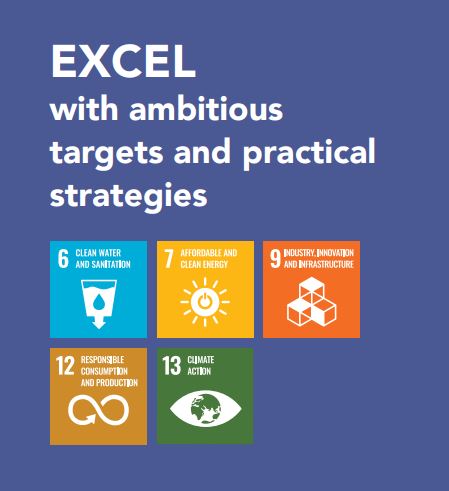 EXCEL
with ambitious
targets and practical
strategies
6 CLEAN WATER
AND SANITATION
7 AFFORDABLE AND
CLEAN ENERGY
9 INDUSTRY, INNOVATION
AND INFRASTRUCTURE
12 RESPONSIBLE
CONSUMPTION
AND PRODUCTION
13 CLIMATE
ACTION